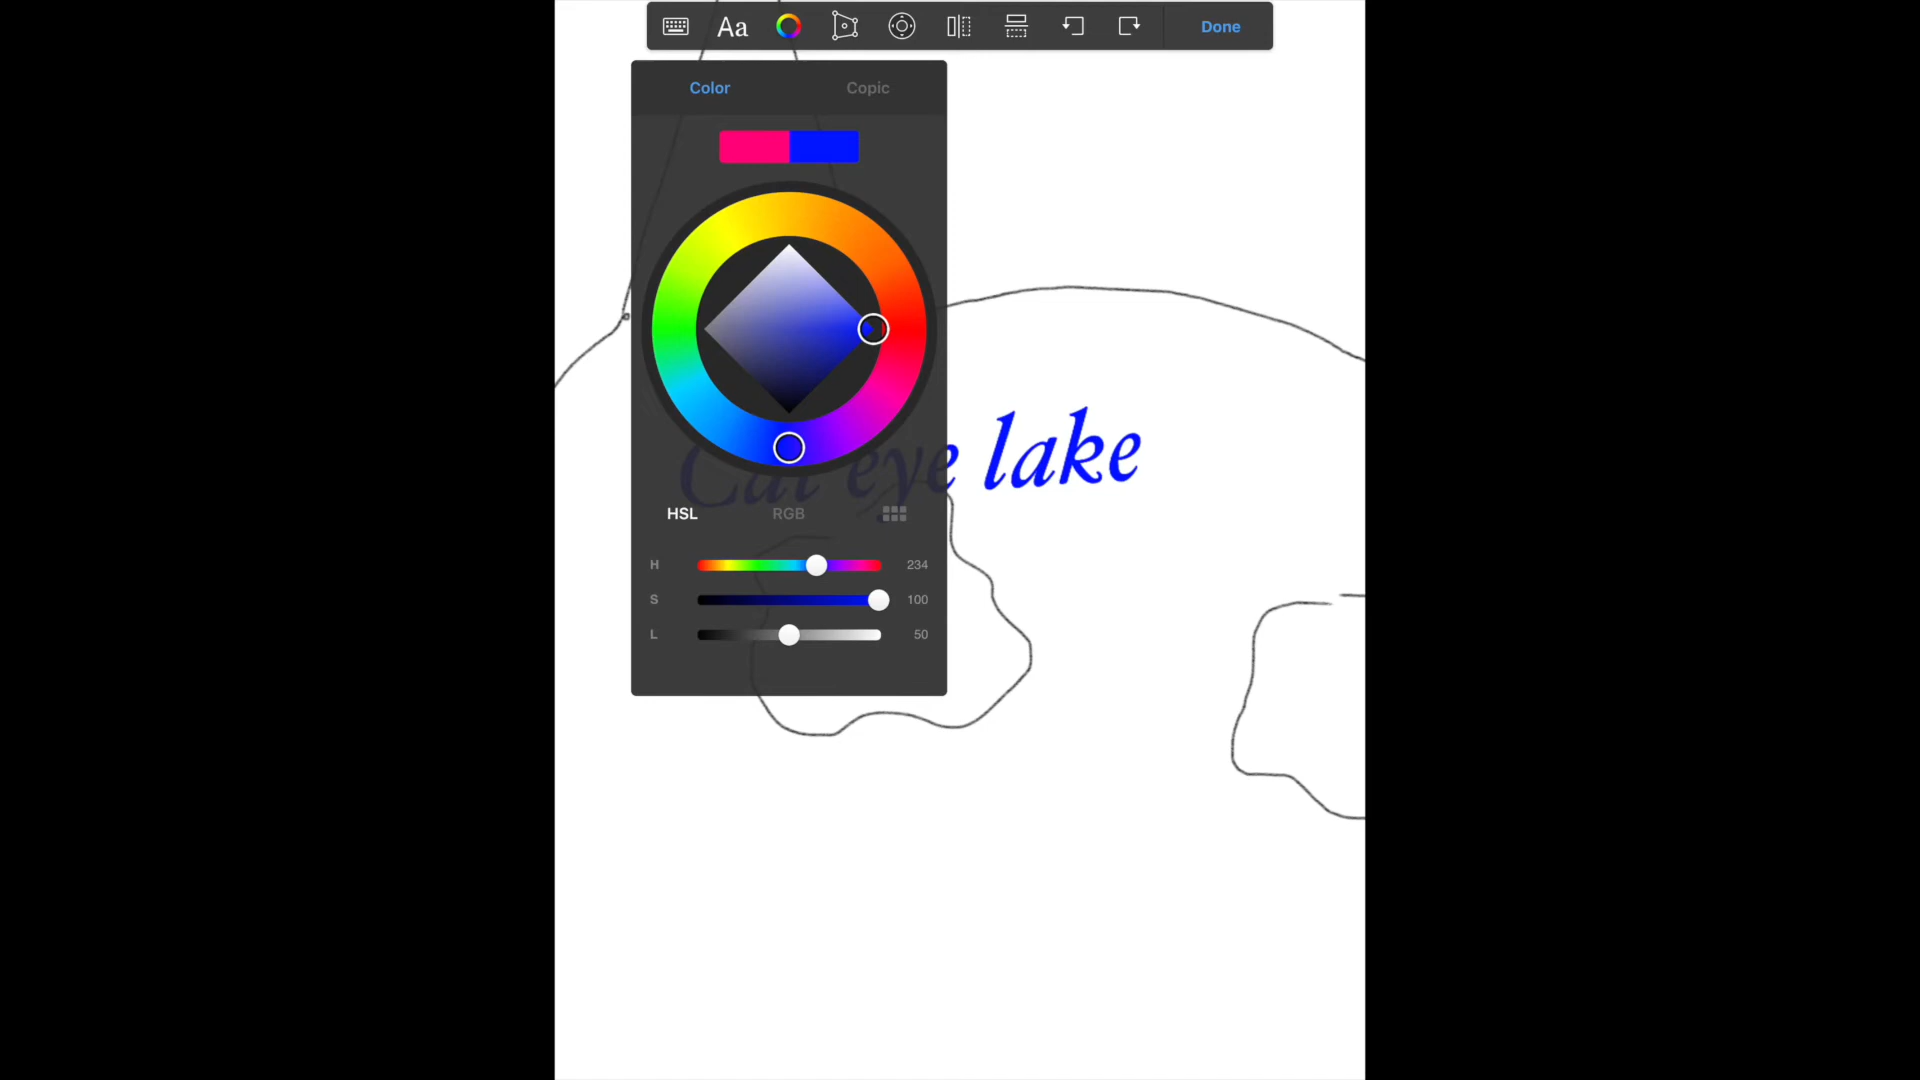 Aa Done
Color Copic
Cat eye lake
HSL RGB
H 234
S 100
L 50